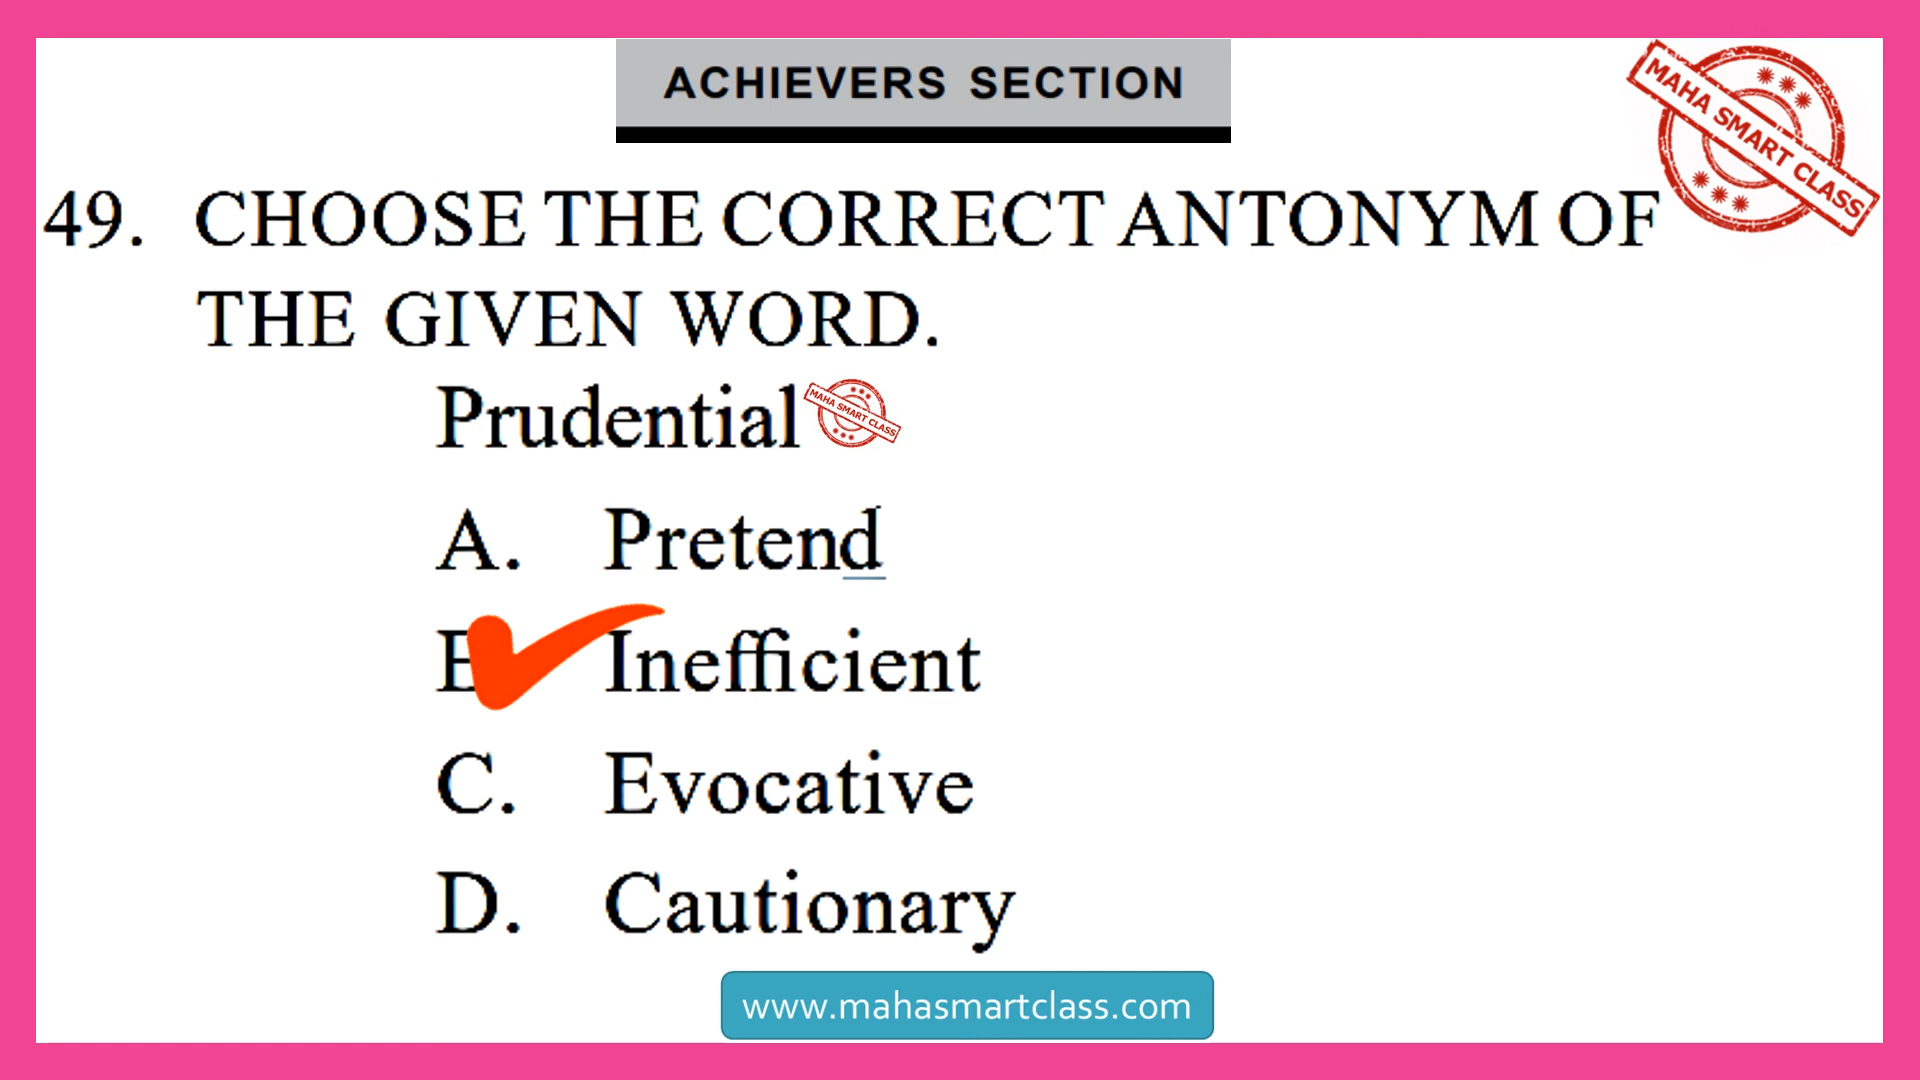 ACHIEVERS SECTION
MAHA SMART CLASS
49. CHOOSE THE CORRECT ANTONYM OF
THE GIVEN WORD.
Prudential
MAHA SMART CLASS
A. Pretend
B. Inefficient
C. Evocative
D. Cautionary
www.mahasmartclass.com